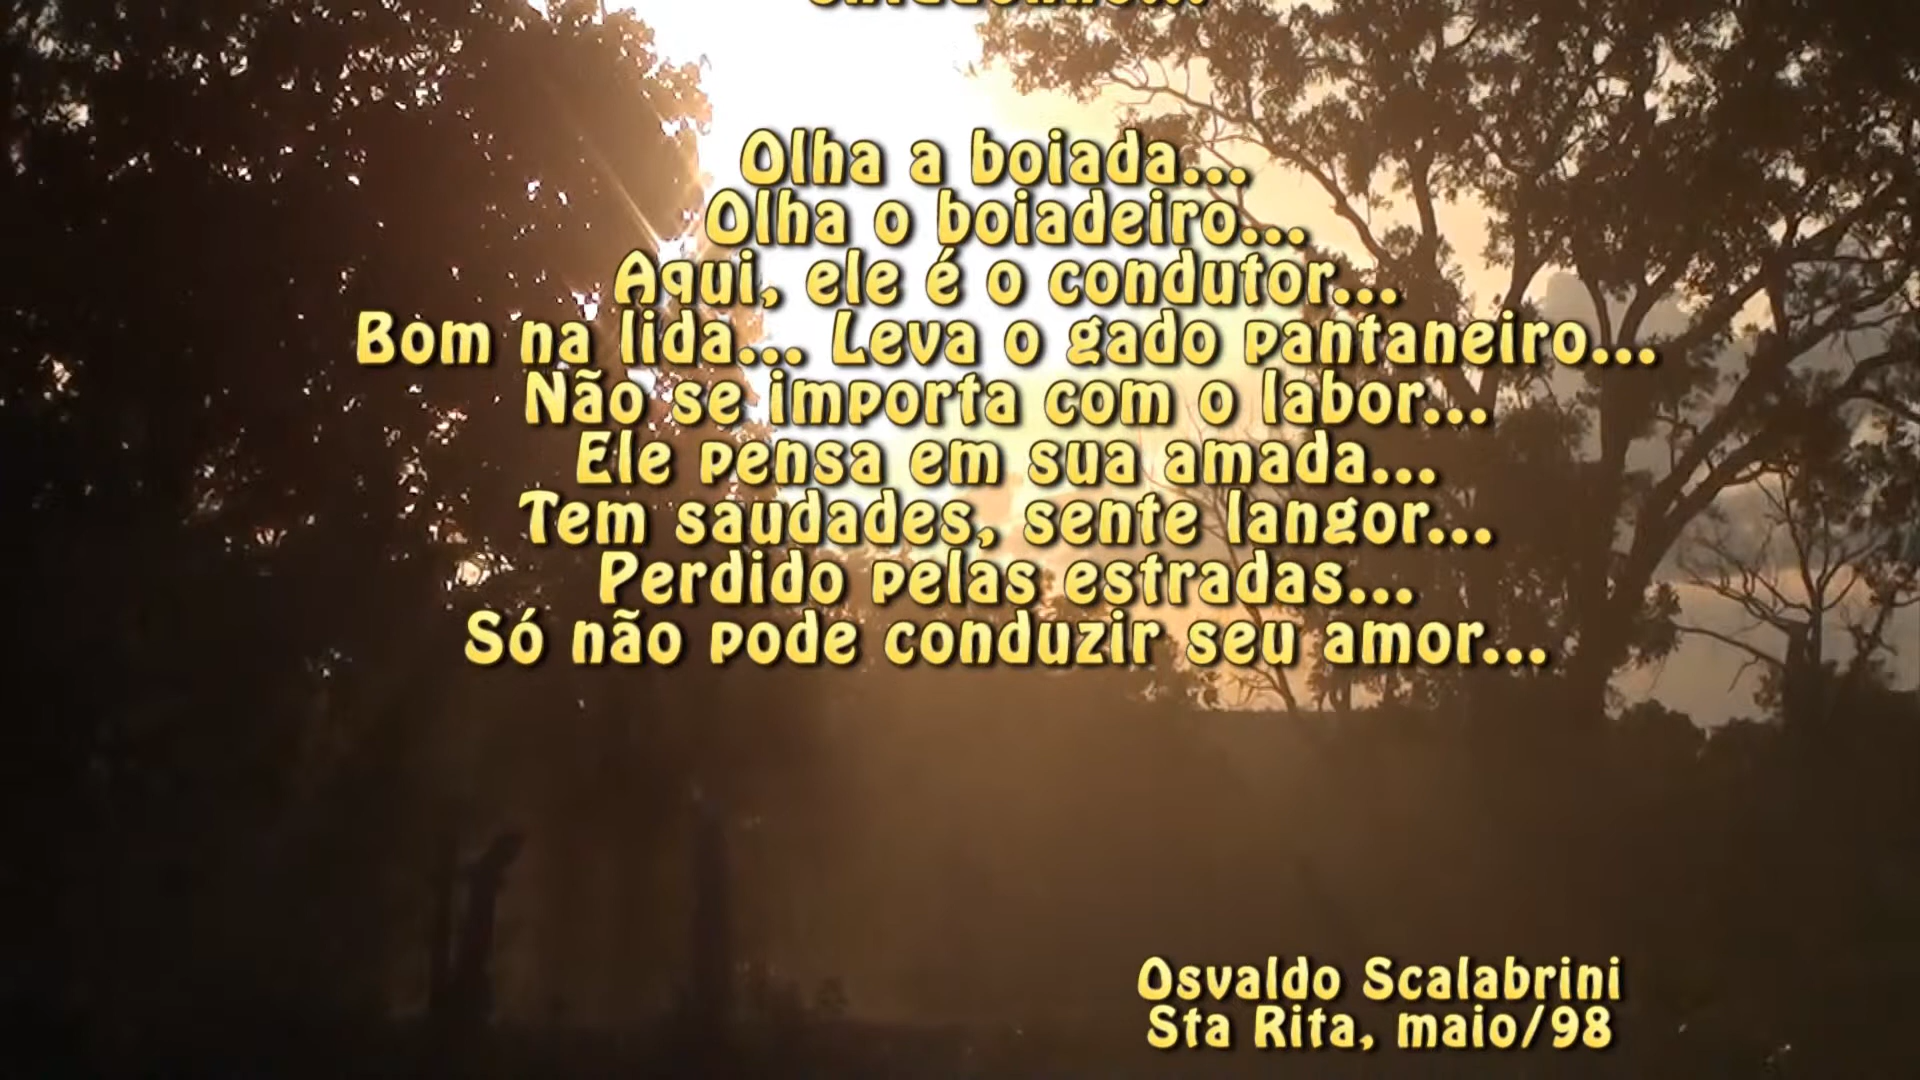 Olha a boiada...
Olha o boiadeiro...
Aqui, ele é o condutor...
Bom na lida... Leva o gado pantaneiro...
Não se importa com o labor...
Ele pensa em sua amada...
Tem saudades, sente langor...
Perdido pelas estradas...
Só não pode conduzir seu amor...
Osvaldo Scalabrini
Sta Rita, maio/98